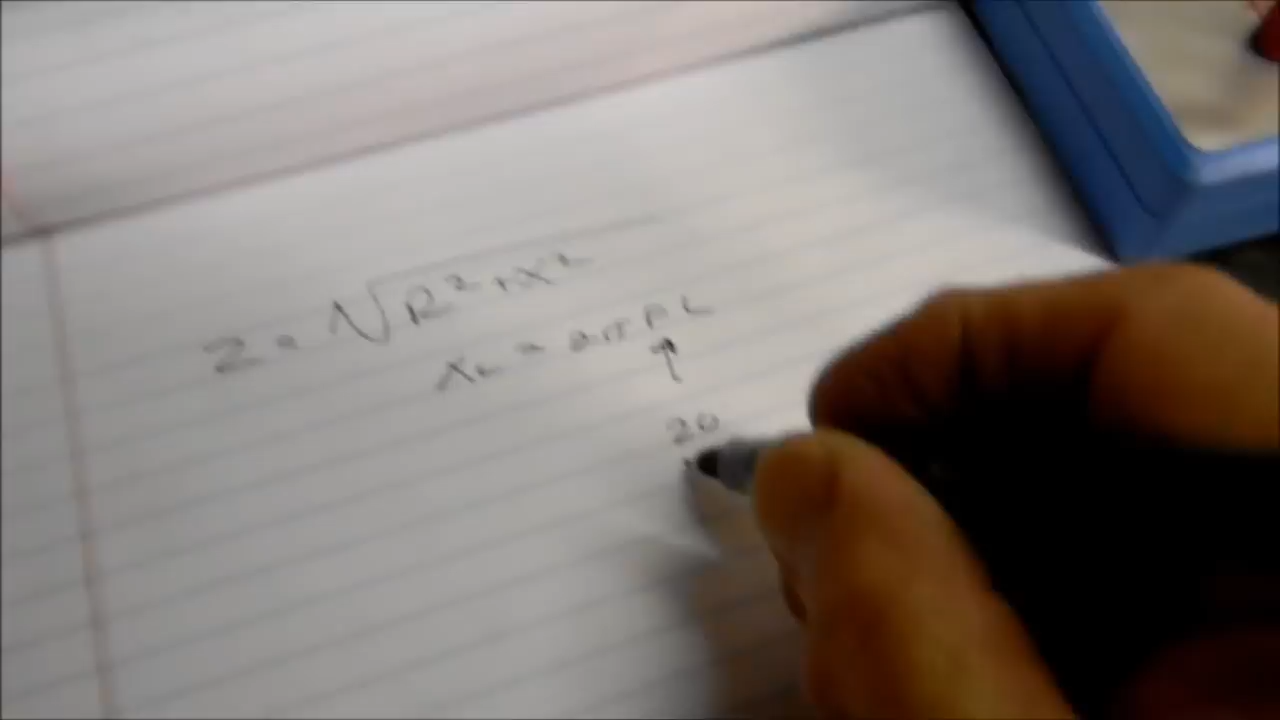 Z = √R² + X²
XL = 2πFL
↑
20